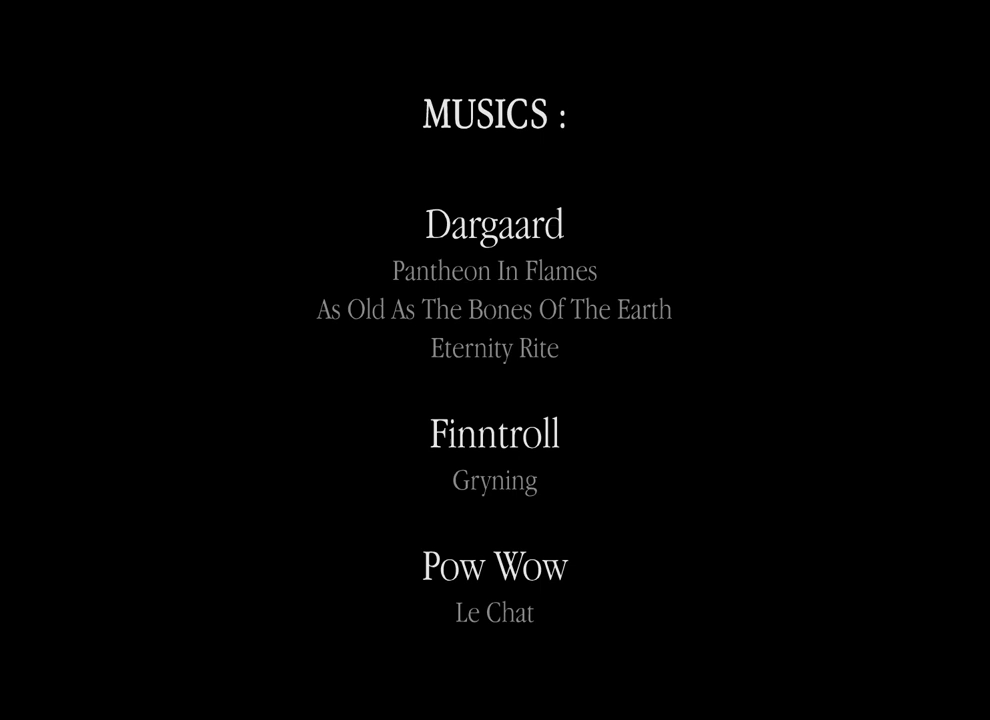 MUSICS :
Dargaard
Pantheon In Flames
As Old As The Bones Of The Earth
Eternity Rite
Finntroll
Gryning
Pow Wow
Le Chat